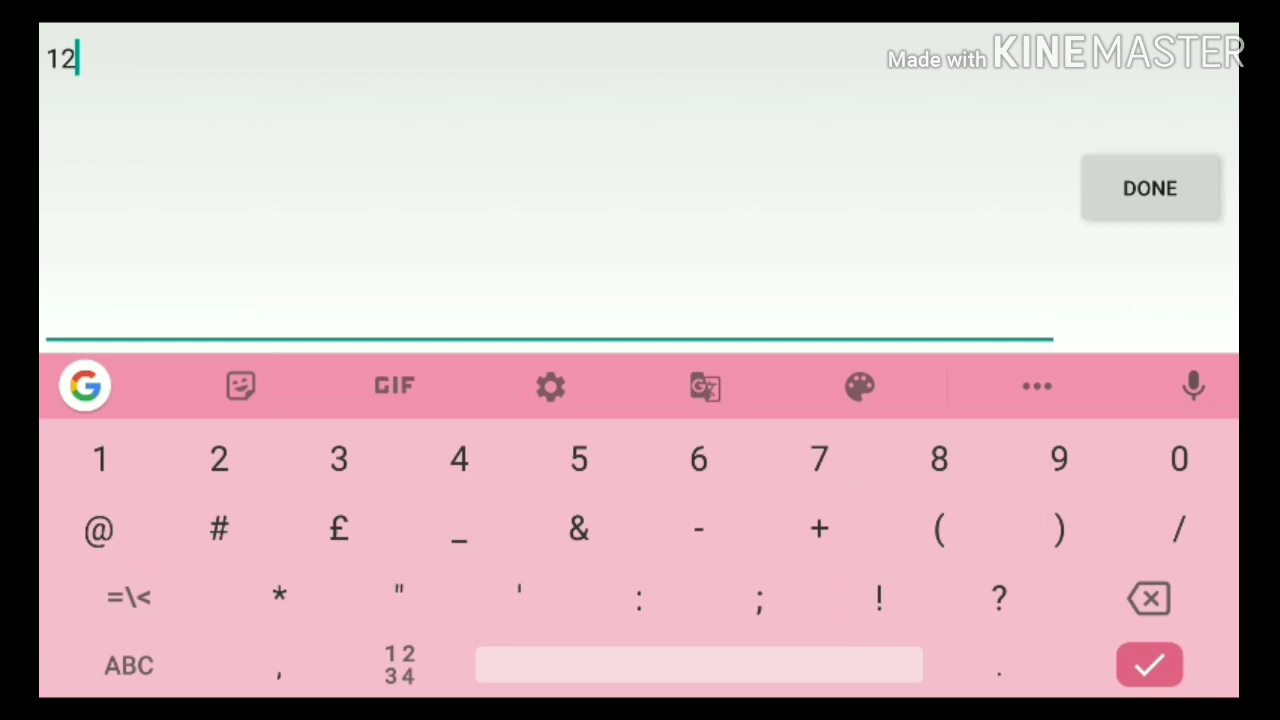 12
Made with KINEMASTER
DONE
G GIF G
1 2 3 4 5 6 7 8 9 0
@ # £ _ & - + ( ) /
=\< * " ' : ; ! ?
ABC , 12 34 .